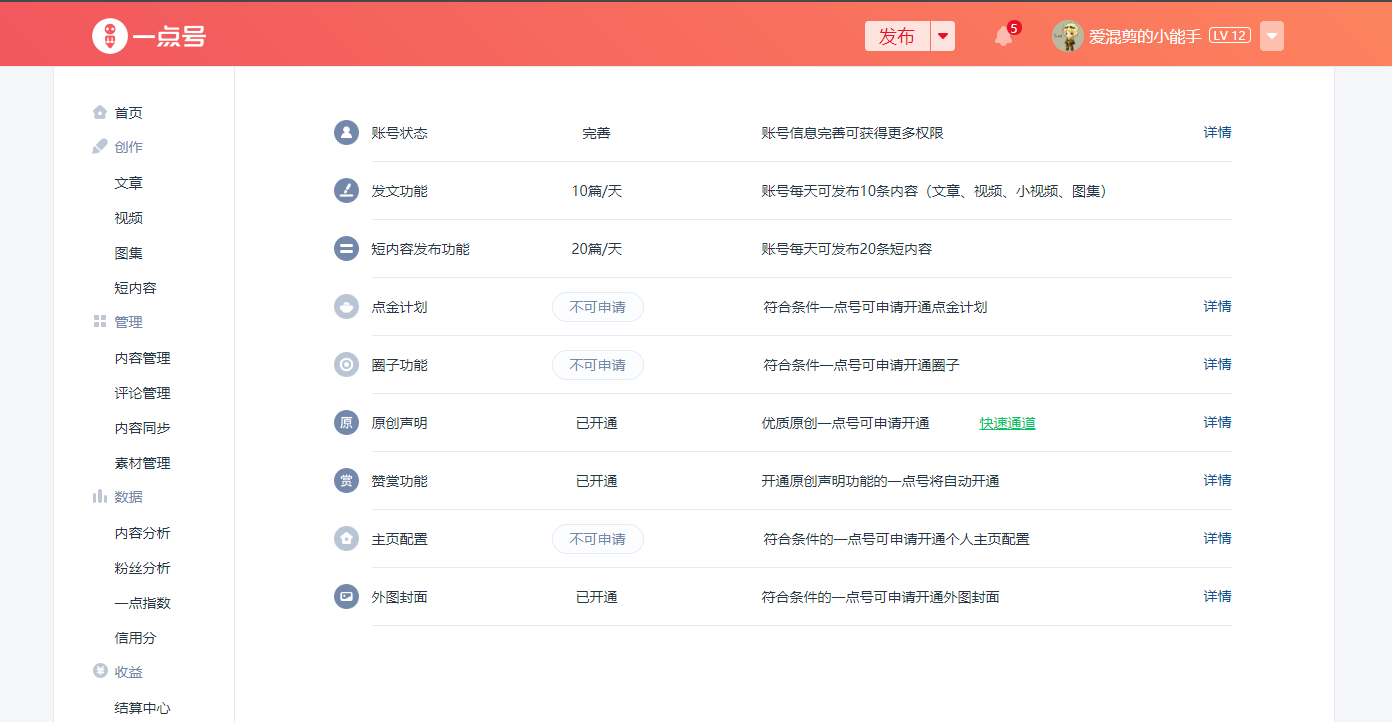 一点号
发布
5
爱混剪的小能手 LV 12
首页
创作
文章
视频
图集
短内容
管理
内容管理
评论管理
内容同步
素材管理
数据
内容分析
粉丝分析
一点指数
信用分
收益
结算中心
账号状态 完善 账号信息完善可获得更多权限 详情
发文功能 10篇/天 账号每天可发布10条内容（文章、视频、小视频、图集）
短内容发布功能 20篇/天 账号每天可发布20条短内容
点金计划 不可申请 符合条件一点号可申请开通点金计划 详情
圈子功能 不可申请 符合条件一点号可申请开通圈子 详情
原 原创声明 已开通 优质原创一点号可申请开通 快速通道 详情
赏 赞赏功能 已开通 开通原创声明功能的一点号将自动开通 详情
主页配置 不可申请 符合条件的一点号可申请开通个人主页配置 详情
外图封面 已开通 符合条件的一点号可申请开通外图封面 详情